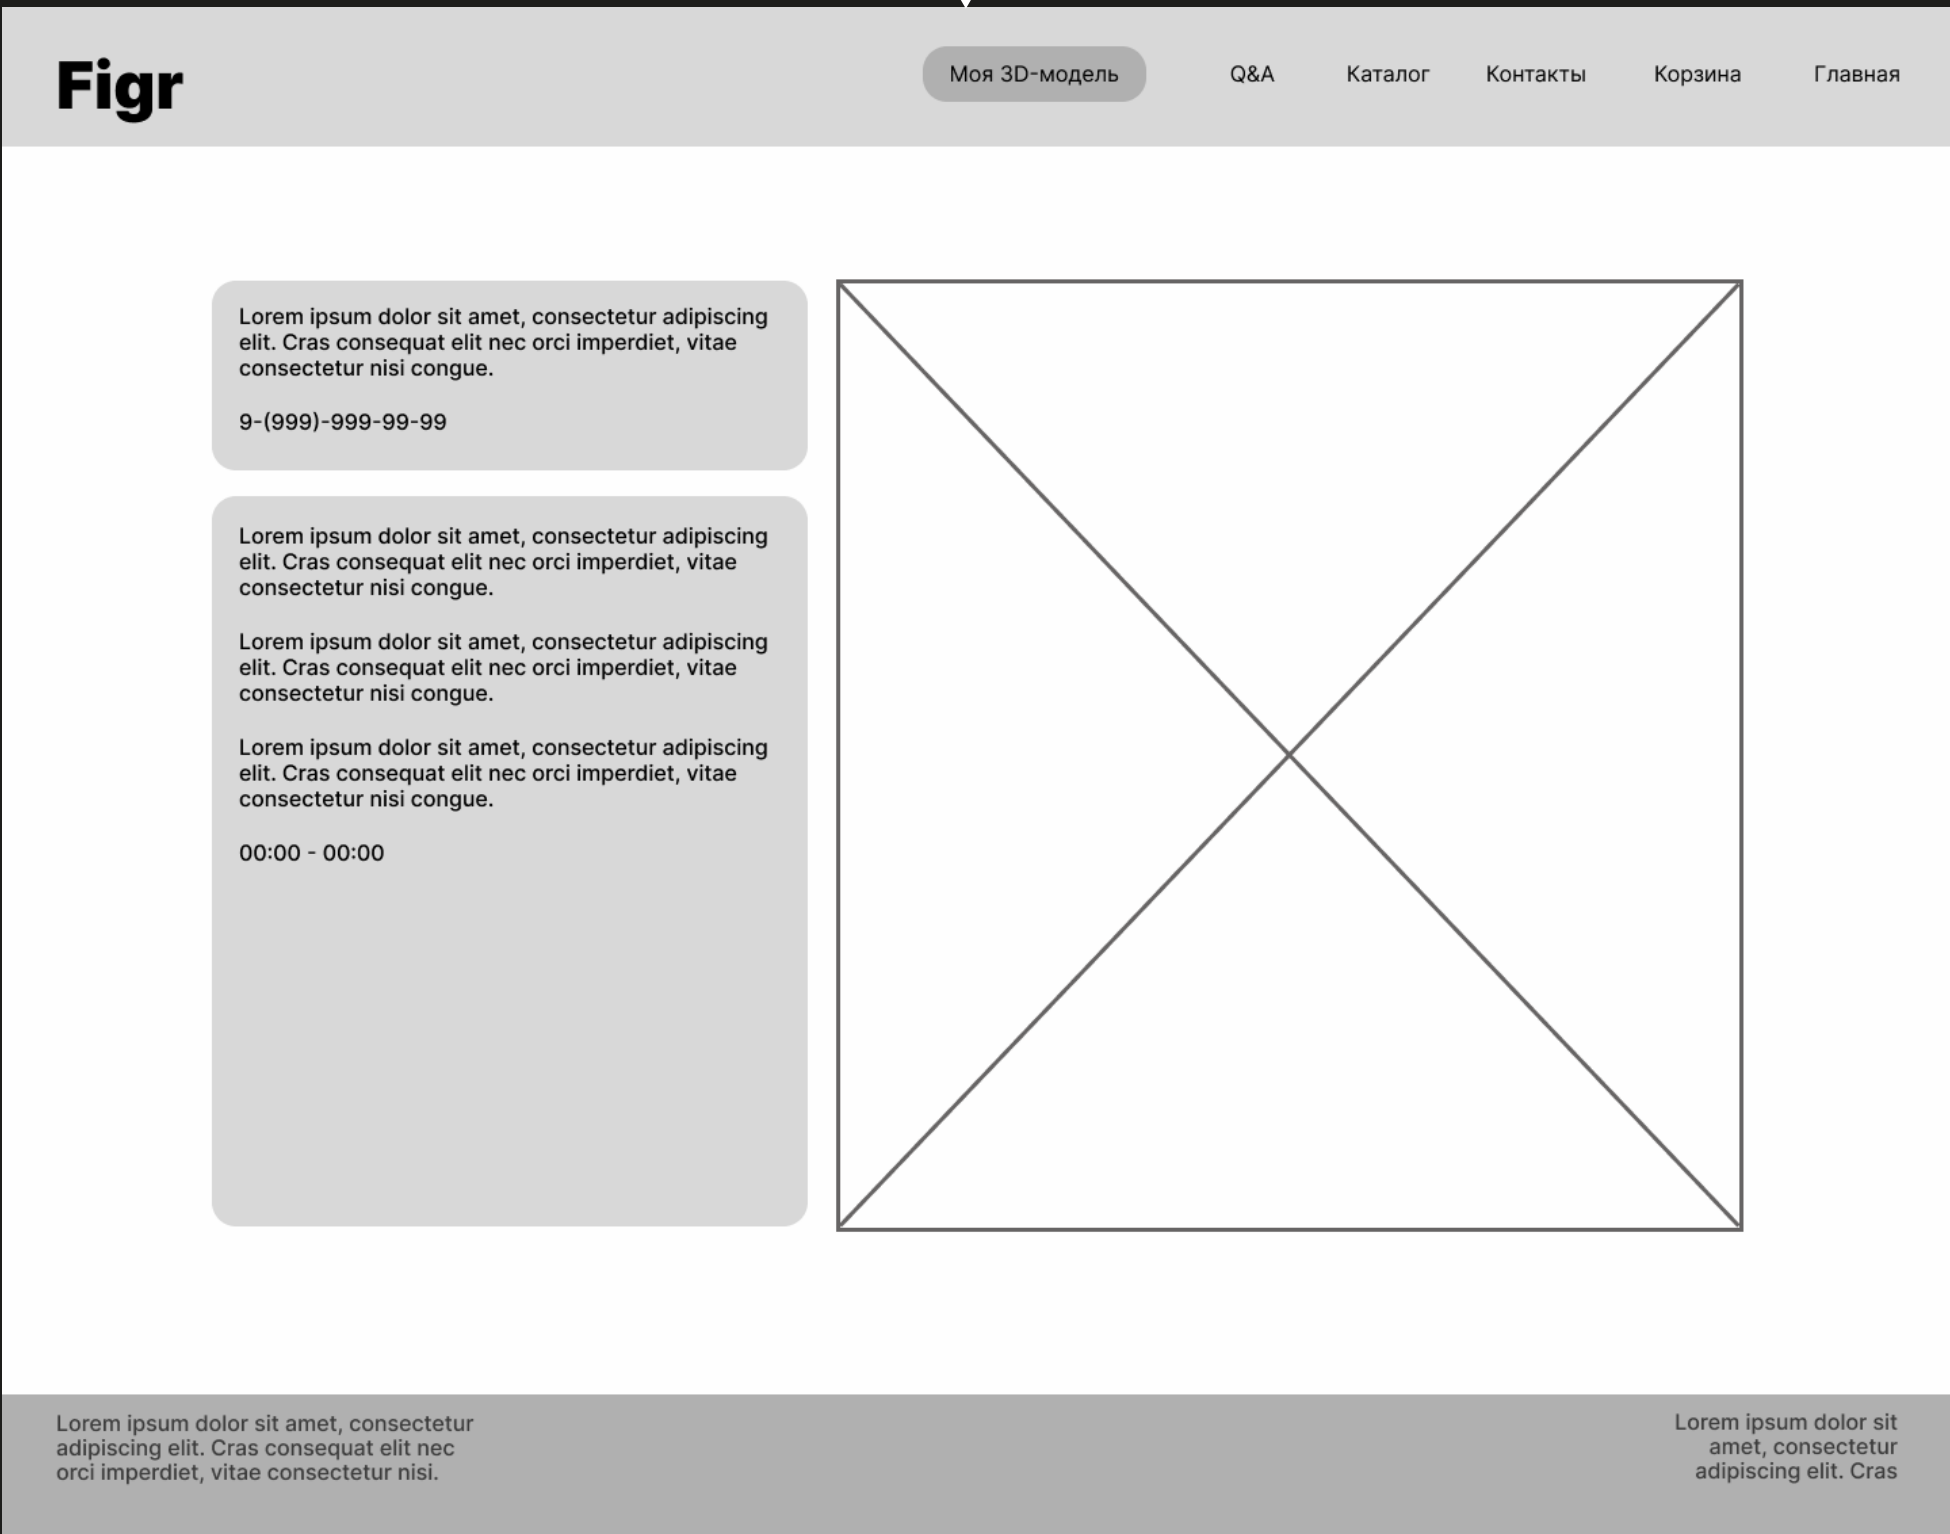 Figr
Моя 3D-модель
Q&A
Каталог
Контакты
Корзина
Главная
Lorem ipsum dolor sit amet, consectetur adipiscing
elit. Cras consequat elit nec orci imperdiet, vitae
consectetur nisi congue.
9-(999)-999-99-99
Lorem ipsum dolor sit amet, consectetur adipiscing
elit. Cras consequat elit nec orci imperdiet, vitae
consectetur nisi congue.
Lorem ipsum dolor sit amet, consectetur adipiscing
elit. Cras consequat elit nec orci imperdiet, vitae
consectetur nisi congue.
Lorem ipsum dolor sit amet, consectetur adipiscing
elit. Cras consequat elit nec orci imperdiet, vitae
consectetur nisi congue.
00:00 - 00:00
Lorem ipsum dolor sit amet, consectetur
adipiscing elit. Cras consequat elit nec
orci imperdiet, vitae consectetur nisi.
Lorem ipsum dolor sit
amet, consectetur
adipiscing elit. Cras